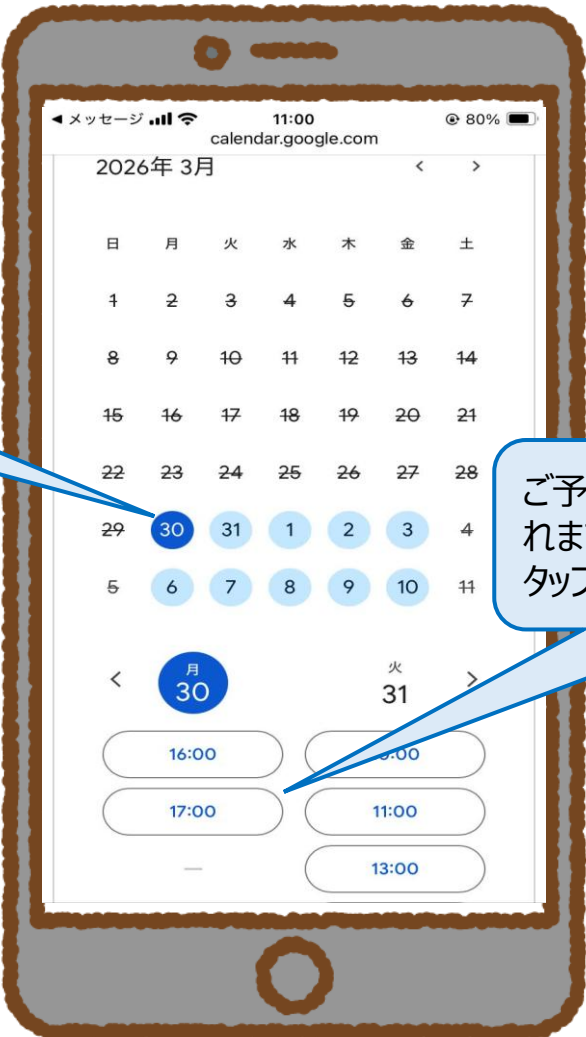 メッセージ 11:00 80%
calendar.google.com
2026年 3月
日 月 火 水 木 金 土
1 2 3 4 5 6 7
8 9 10 11 12 13 14
15 16 17 18 19 20 21
22 23 24 25 26 27 28
29 30 31 1 2 3 4
5 6 7 8 9 10 11
ご予
れま
タップ
月 火
30 31
16:00 :00
17:00 11:00
13:00